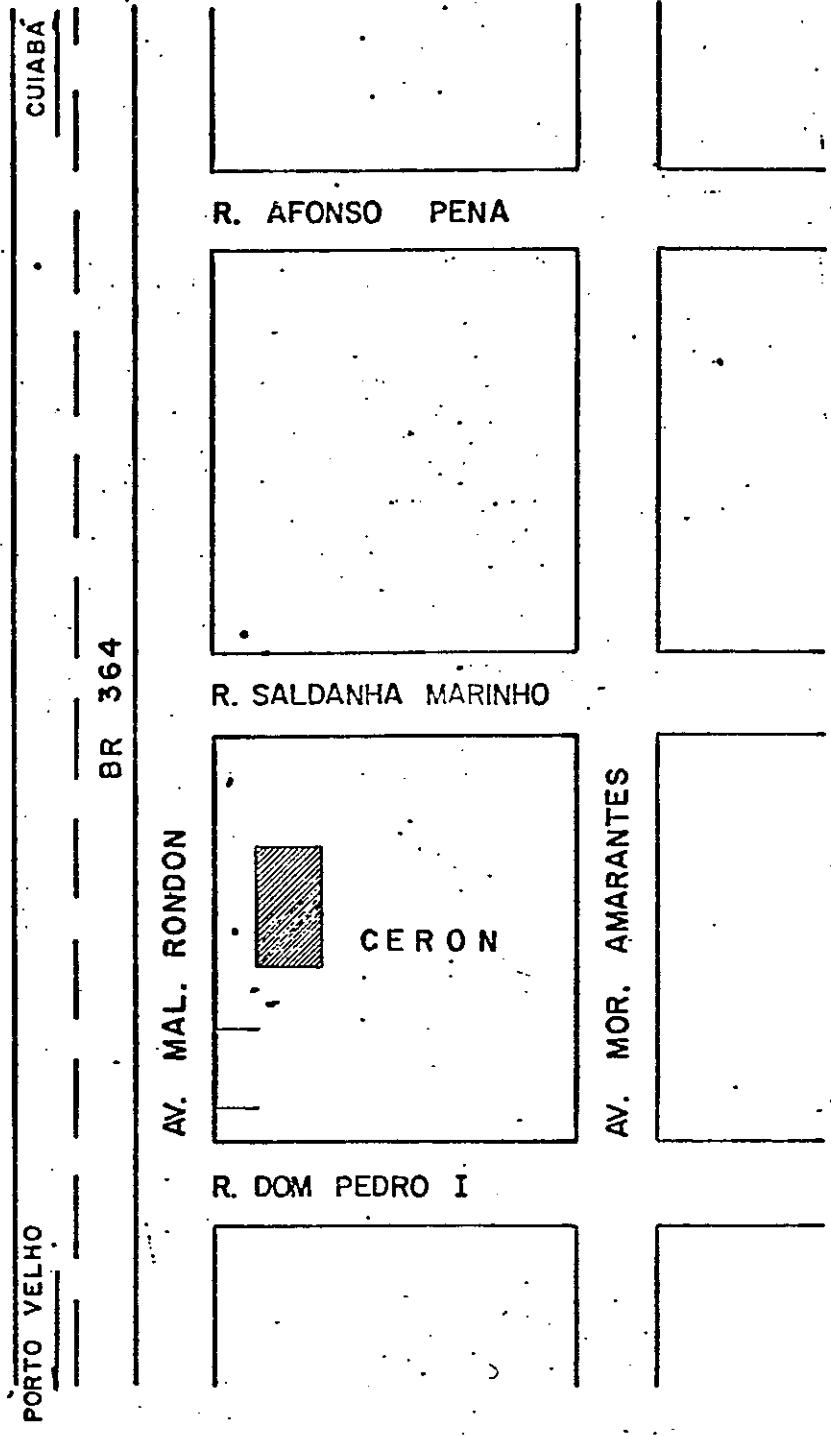 CUIABÁ
R. AFONSO PENA
BR 364
R. SALDANHA MARINHO
AV. MAL. RONDON
CERON
AV. MOR. AMARANTES
R. DOM PEDRO I
PORTO VELHO